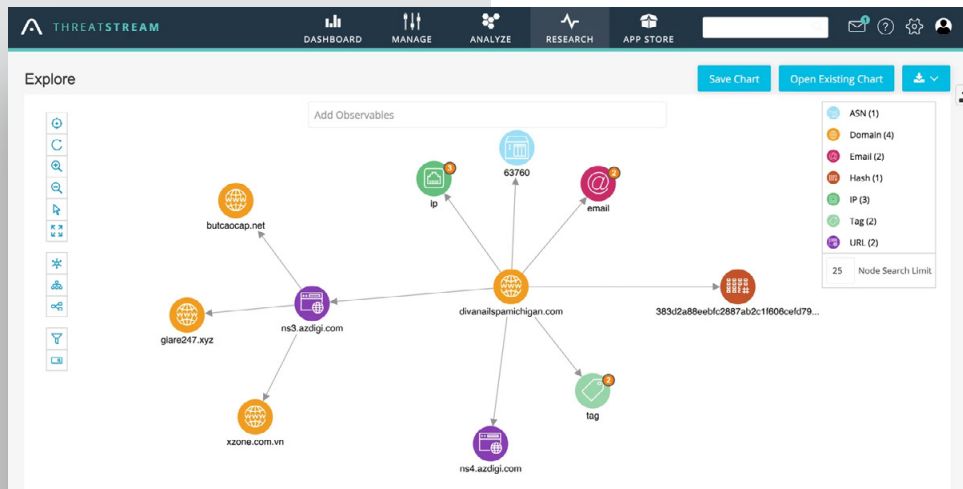 THREATSTREAM
DASHBOARD
MANAGE
ANALYZE
RESEARCH
APP STORE
Explore
Save Chart
Open Existing Chart
Add Observables
ASN (1)
Domain (4)
Email (2)
Hash (1)
IP (3)
Tag (2)
URL (2)
25 Node Search Limit
63760
3
ip
2
email
butcaocap.net
ns3.azdigi.com
divanailspamichigan.com
383d2a88eebfc2887ab2c1f606cefd79...
giare247.xyz
2
tag
xzone.com.vn
ns4.azdigi.com